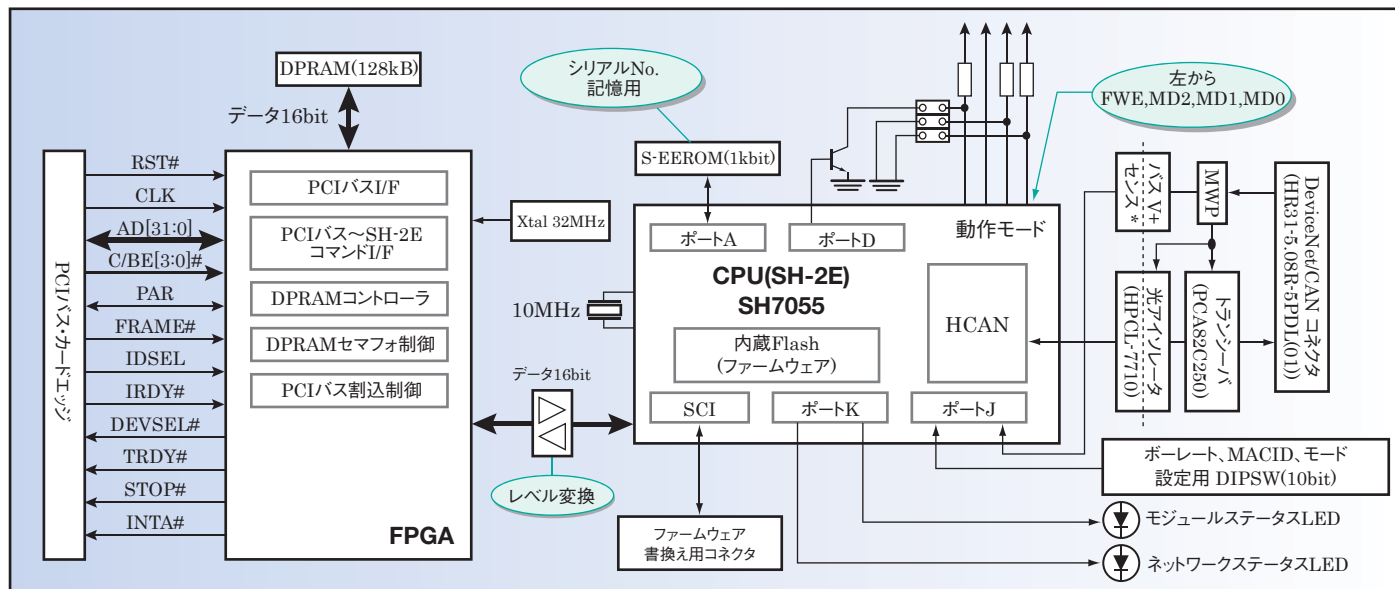 DPRAM(128kB)
データ16bit
シリアルNo.
記憶用
S-EEROM(1kbit)
左から
FWE,MD2,MD1,MD0
PCIバス・カードエッジ
RST#
CLK
AD[31:0]
C/BE[3:0]#
PAR
FRAME#
IDSEL
IRDY#
DEVSEL#
TRDY#
STOP#
INTA#
PCIバスI/F
PCIバス～SH-2E
コマンドI/F
DPRAMコントローラ
DPRAMセマフォ制御
PCIバス割込制御
FPGA
Xtal 32MHz
10MHz
データ16bit
レベル変換
ポートA
ポートD
動作モード
CPU(SH-2E)
SH7055
HCAN
内蔵Flash
(ファームウェア)
SCI
ポートK
ポートJ
ファームウェア
書換え用コネクタ
バス V+
センス*
MWP
光アイソレータ
(HPCL-7710)
トランシーバ
(PCA82C250)
DeviceNet/CAN コネクタ
(HR31-5.08R-5PDL(01))
ボーレート、MACID、モード
設定用 DIPSW(10bit)
モジュールステータスLED
ネットワークステータスLED